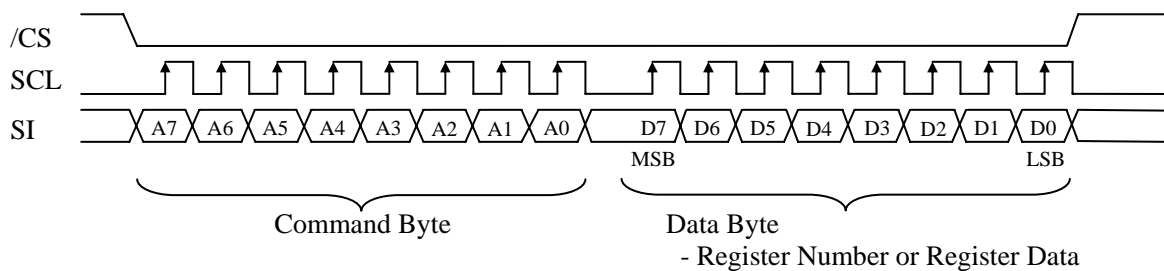 /CS
SCL
SI A7 A6 A5 A4 A3 A2 A1 A0 D7 D6 D5 D4 D3 D2 D1 D0
MSB LSB
Command Byte Data Byte
- Register Number or Register Data